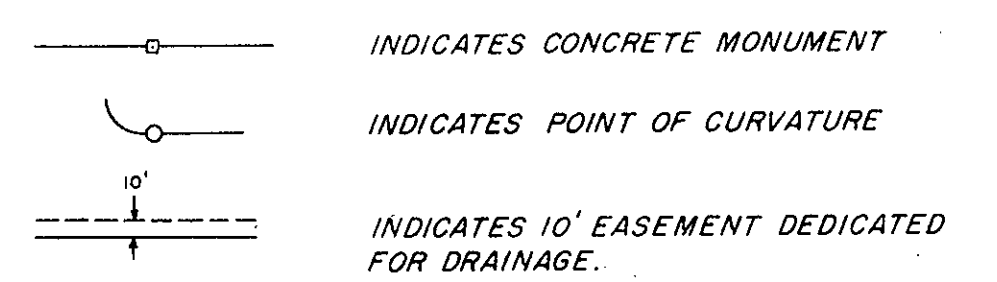 INDICATES CONCRETE MONUMENT
INDICATES POINT OF CURVATURE
10'
INDICATES 10' EASEMENT DEDICATED
FOR DRAINAGE.